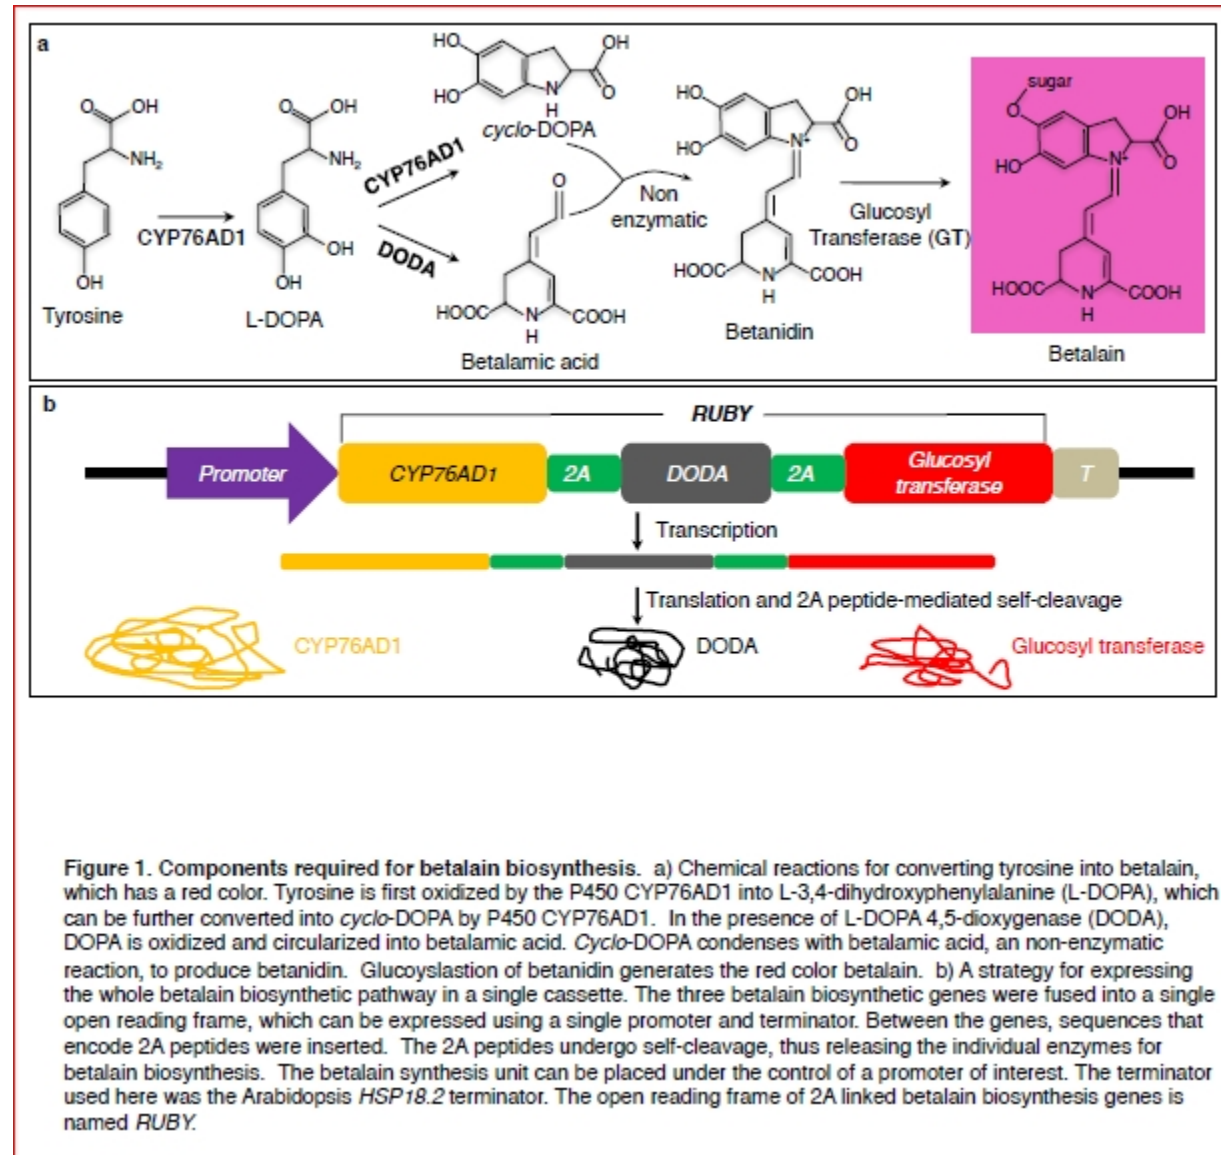 a
O
OH
NH2
OH
Tyrosine
CYP76AD1
O
OH
NH2
OH
OH
L-DOPA
CYP76AD1
DODA
HO
HO
N
H
OH
O
cyclo-DOPA
O
HOOC
N
H
COOH
Betalamic acid
Non
enzymatic
HO
HO
N+
OH
O
HOOC
N
H
COOH
Betanidin
Glucosyl
Transferase (GT)
sugar
O
HO
N+
OH
O
HOOC
N
H
COOH
Betalain
b
RUBY
Promoter
CYP76AD1
2A
DODA
2A
Glucosyl
transferase
T
Transcription
Translation and 2A peptide-mediated self-cleavage
CYP76AD1
DODA
Glucosyl transferase
Figure 1. Components required for betalain biosynthesis. a) Chemical reactions for converting tyrosine into betalain,
which has a red color. Tyrosine is first oxidized by the P450 CYP76AD1 into L-3,4-dihydroxyphenylalanine (L-DOPA), which
can be further converted into cyclo-DOPA by P450 CYP76AD1. In the presence of L-DOPA 4,5-dioxygenase (DODA),
DOPA is oxidized and circularized into betalamic acid. Cyclo-DOPA condenses with betalamic acid, an non-enzymatic
reaction, to produce betanidin. Glucoyslastion of betanidin generates the red color betalain. b) A strategy for expressing
the whole betalain biosynthetic pathway in a single cassette. The three betalain biosynthetic genes were fused into a single
open reading frame, which can be expressed using a single promoter and terminator. Between the genes, sequences that
encode 2A peptides were inserted. The 2A peptides undergo self-cleavage, thus releasing the individual enzymes for
betalain biosynthesis. The betalain synthesis unit can be placed under the control of a promoter of interest. The terminator
used here was the Arabidopsis HSP18.2 terminator. The open reading frame of 2A linked betalain biosynthesis genes is
named RUBY.